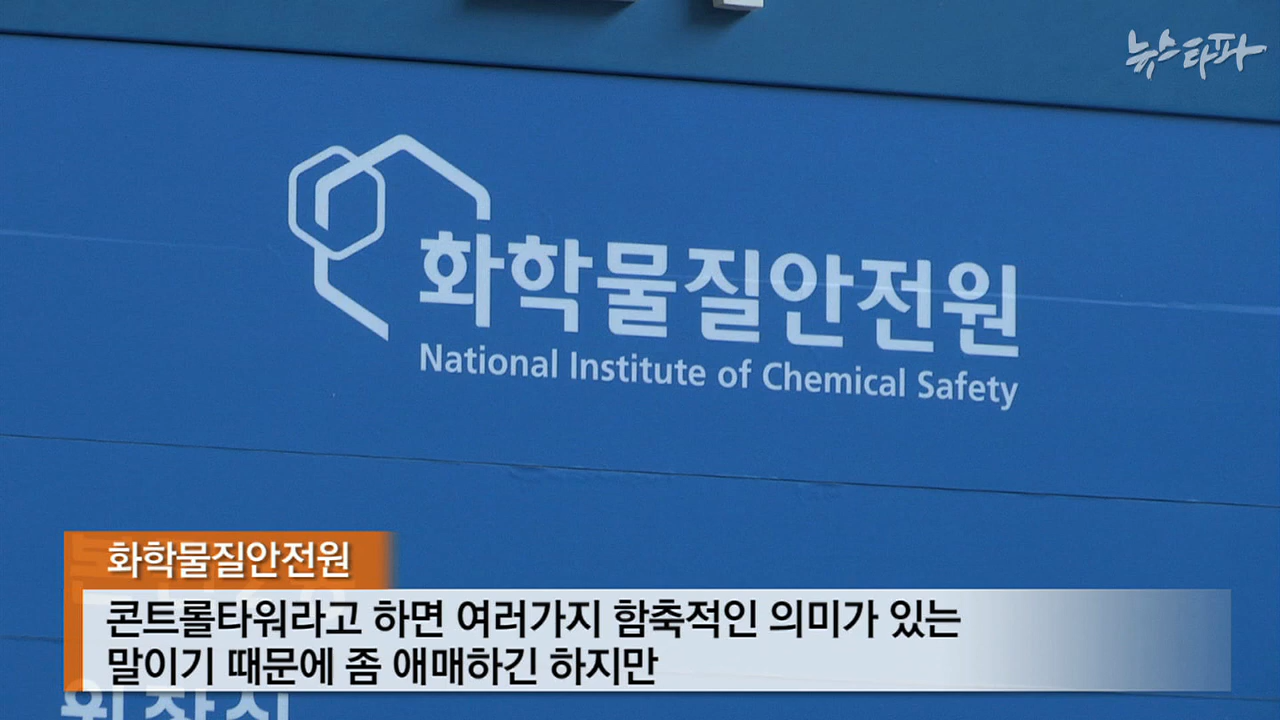 뉴스타파
화학물질안전원
National Institute of Chemical Safety
화학물질안전원
콘트롤타워라고 하면 여러가지 함축적인 의미가 있는
말이기 때문에 좀 애매하긴 하지만